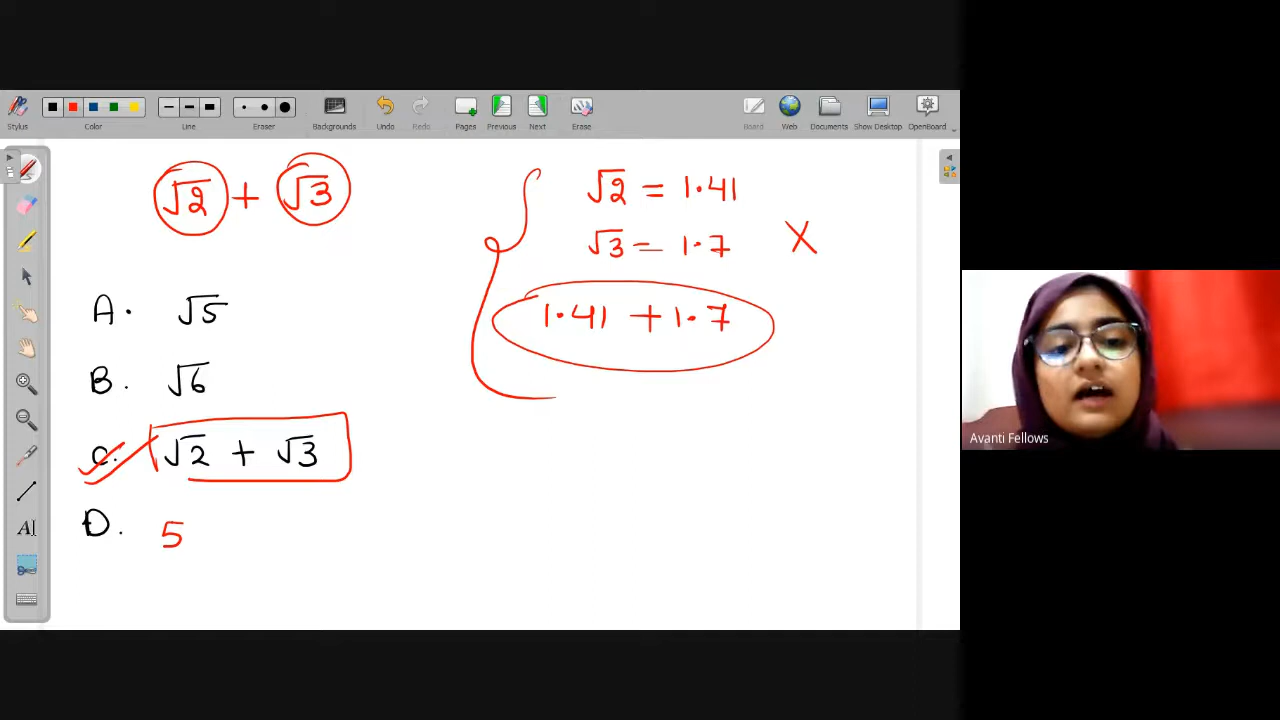 Stylus Color Line Eraser Backgrounds Undo Redo Pages Previous Next Erase Board Web Documents Show Desktop OpenBoard
√2 + √3
A. √5
B. √6
C. √2 + √3
D. 5
√2 = 1.41
√3 = 1.7 X
1.41 + 1.7
Avanti Fellows